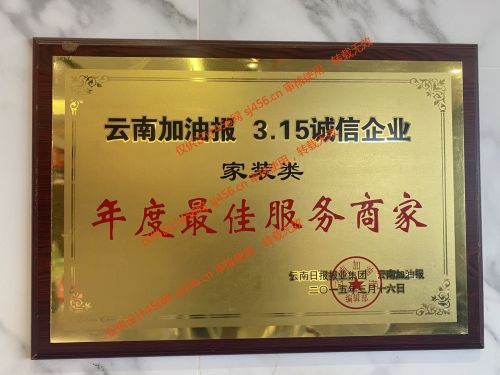 云南加油报 3.15诚信企业
家装类
年度最佳服务商家
云南日报报业集团 云南加油报
二〇一五年三月十六日